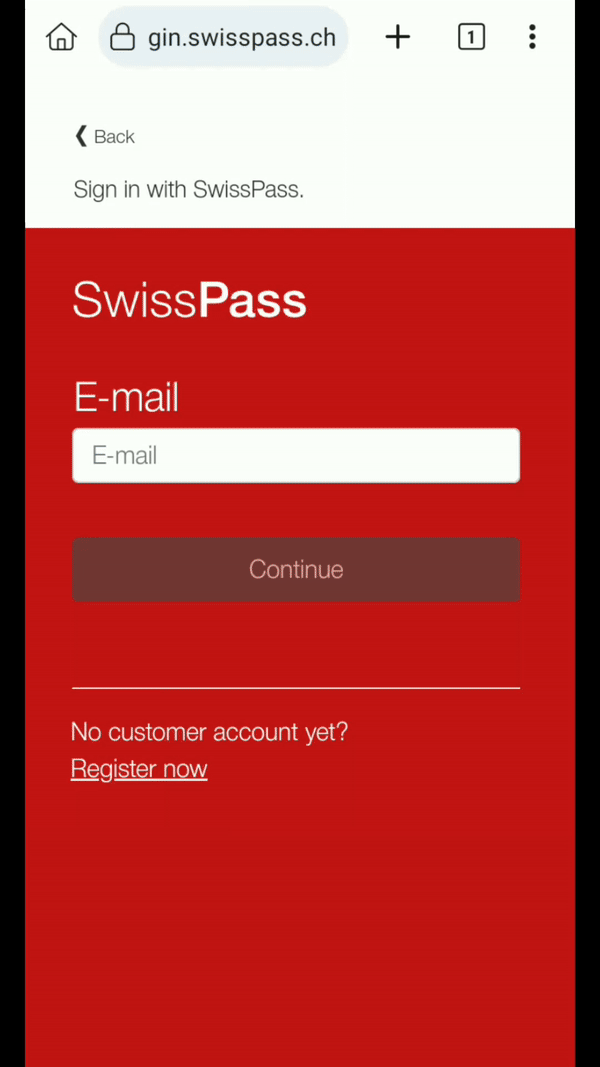 gin.swisspass.ch
1
Back
Sign in with SwissPass.
SwissPass
E-mail
E-mail
Continue
No customer account yet?
Register now